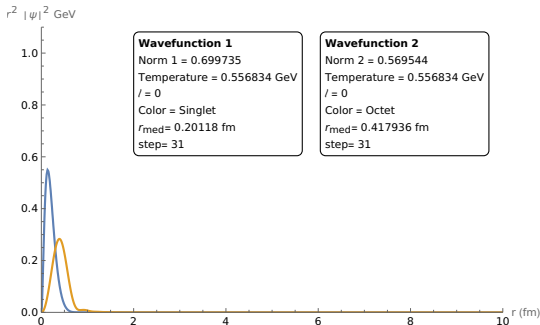 r² |ψ|² GeV
Wavefunction 1
Norm 1 = 0.699735
Temperature = 0.556834 GeV
/ = 0
Color = Singlet
rmed= 0.20118 fm
step= 31
Wavefunction 2
Norm 2 = 0.569544
Temperature = 0.556834 GeV
/ = 0
Color = Octet
rmed= 0.417936 fm
step= 31
1.0
0.8
0.6
0.4
0.2
0.0
0 2 4 6 8 10 r (fm)